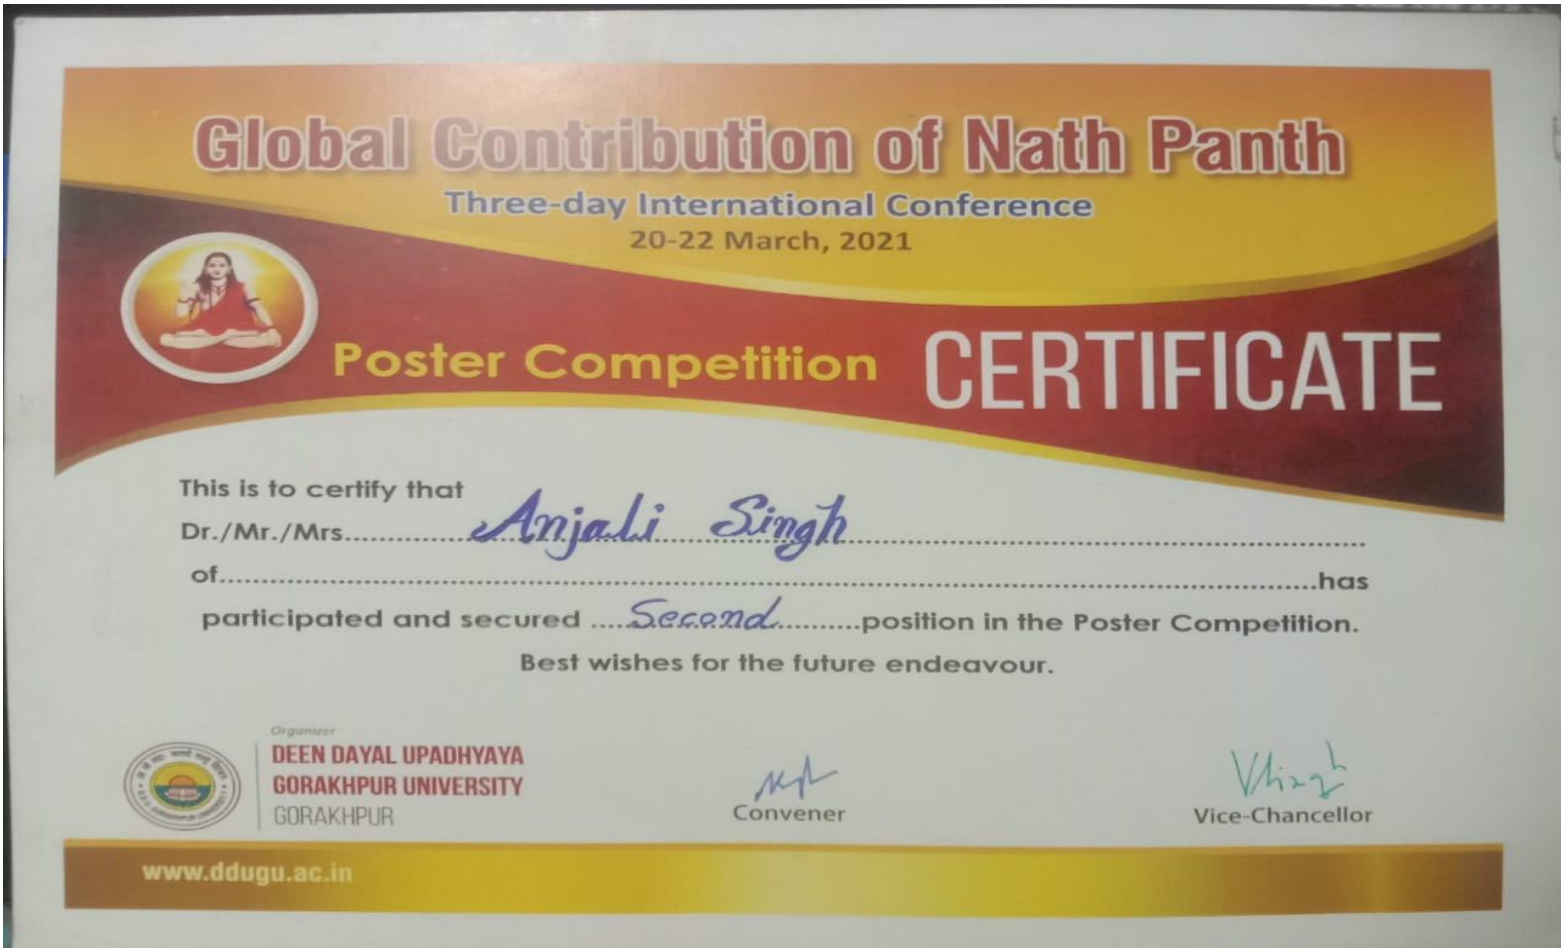 Global Contribution of Nath Panth
Three-day International Conference
20-22 March, 2021
Poster Competition CERTIFICATE
This is to certify that
Dr./Mr./Mrs. Anjali Singh
of has
participated and secured Second position in the Poster Competition.
Best wishes for the future endeavour.
Organizer
DEEN DAYAL UPADHYAYA
GORAKHPUR UNIVERSITY
GORAKHPUR
Convener
Vice-Chancellor
www.ddugu.ac.in